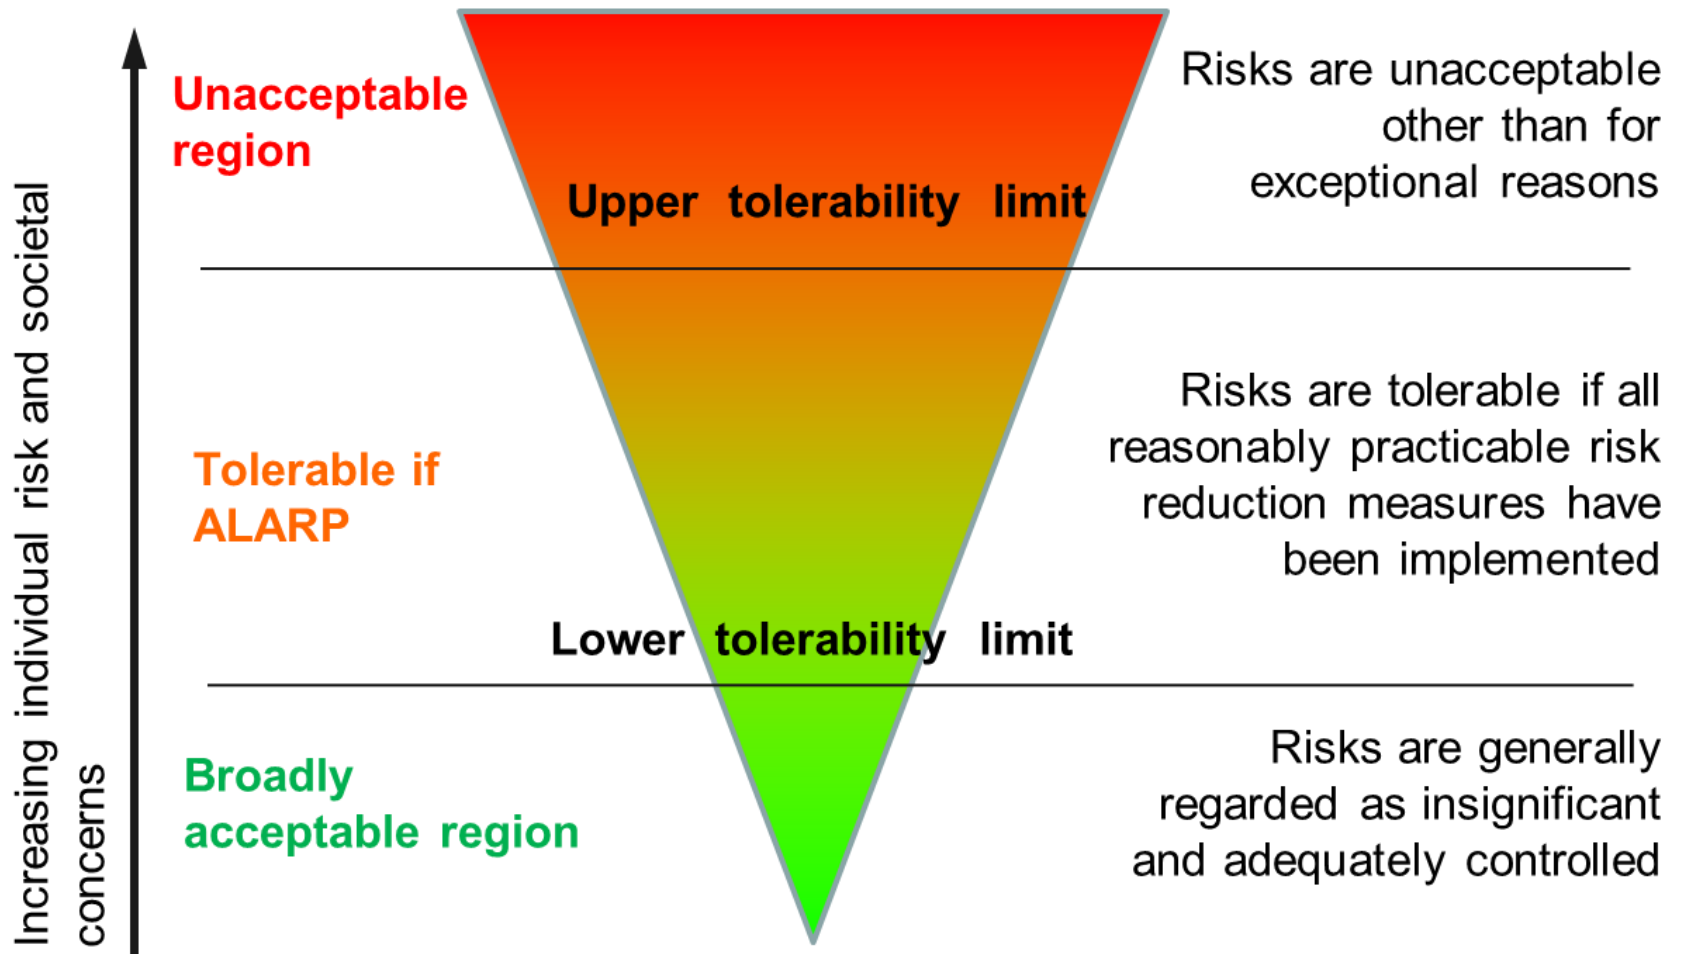 Increasing individual risk and societal
concerns
Unacceptable
region
Upper tolerability limit
Risks are unacceptable
other than for
exceptional reasons
Tolerable if
ALARP
Risks are tolerable if all
reasonably practicable risk
reduction measures have
been implemented
Lower tolerability limit
Broadly
acceptable region
Risks are generally
regarded as insignificant
and adequately controlled